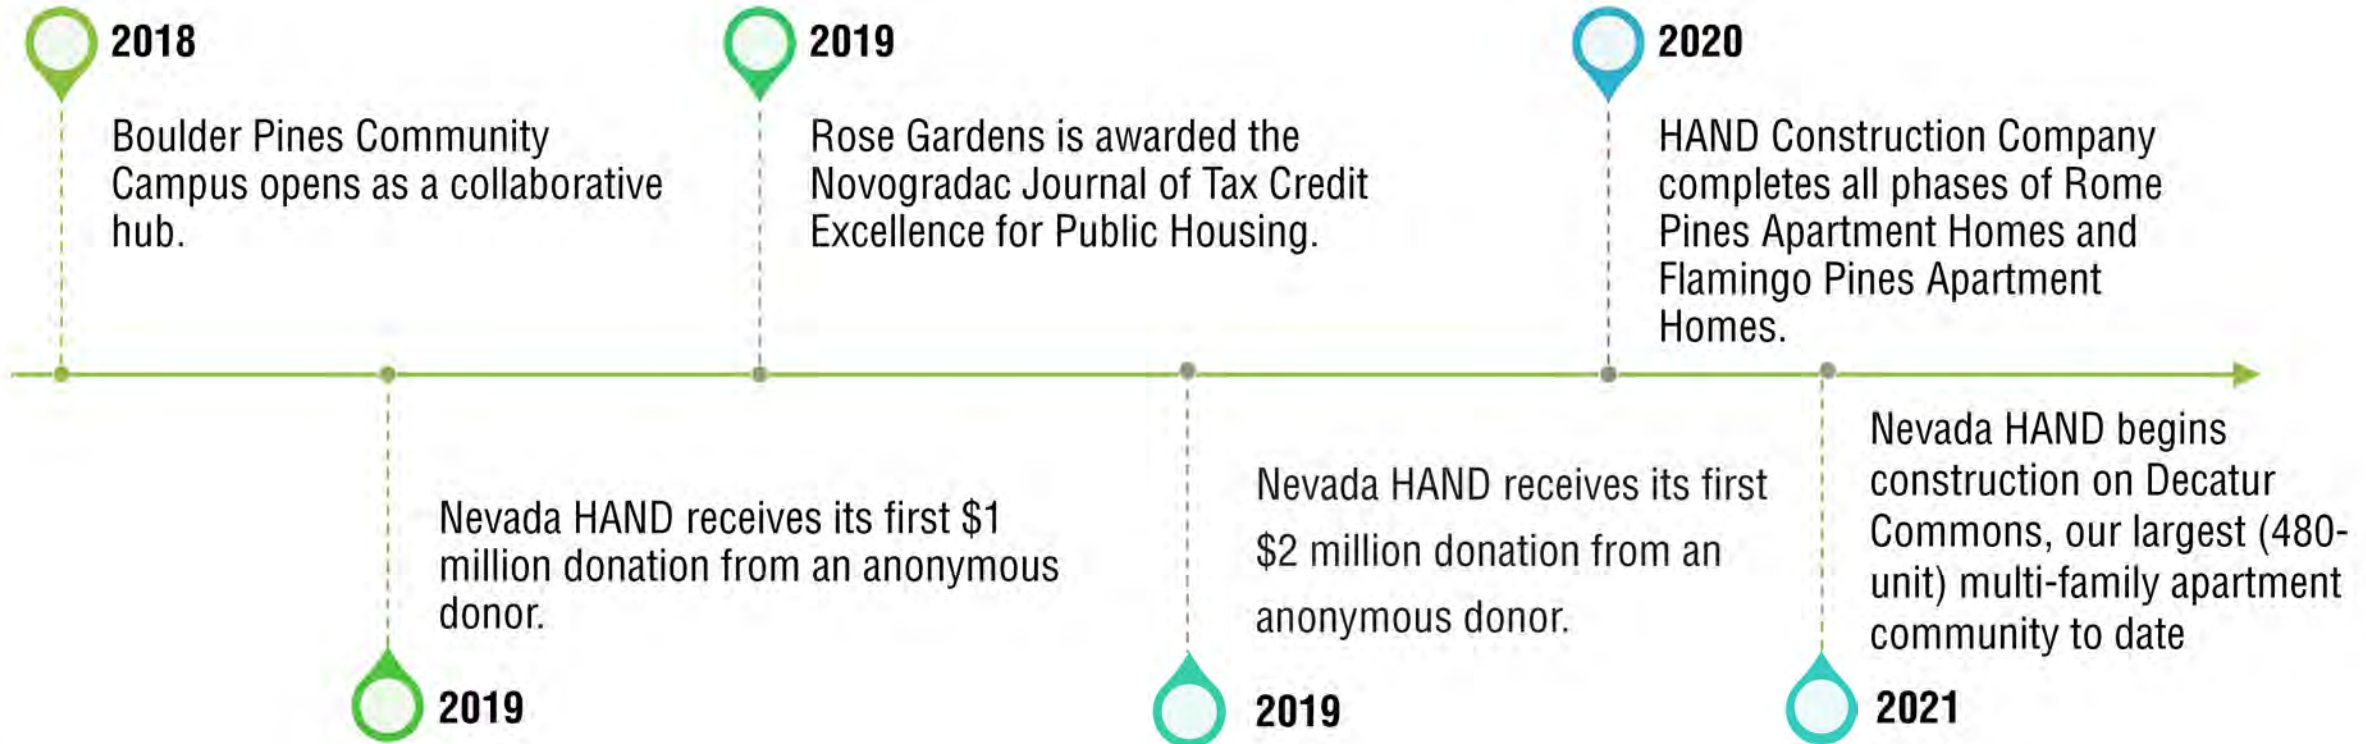 2018
Boulder Pines Community
Campus opens as a collaborative
hub.
Nevada HAND receives its first $1
million donation from an anonymous
donor.
2019
2019
Rose Gardens is awarded the
Novogradac Journal of Tax Credit
Excellence for Public Housing.
Nevada HAND receives its first
$2 million donation from an
anonymous donor.
2019
2020
HAND Construction Company
completes all phases of Rome
Pines Apartment Homes and
Flamingo Pines Apartment
Homes.
Nevada HAND begins
construction on Decatur
Commons, our largest (480-
unit) multi-family apartment
community to date
2021